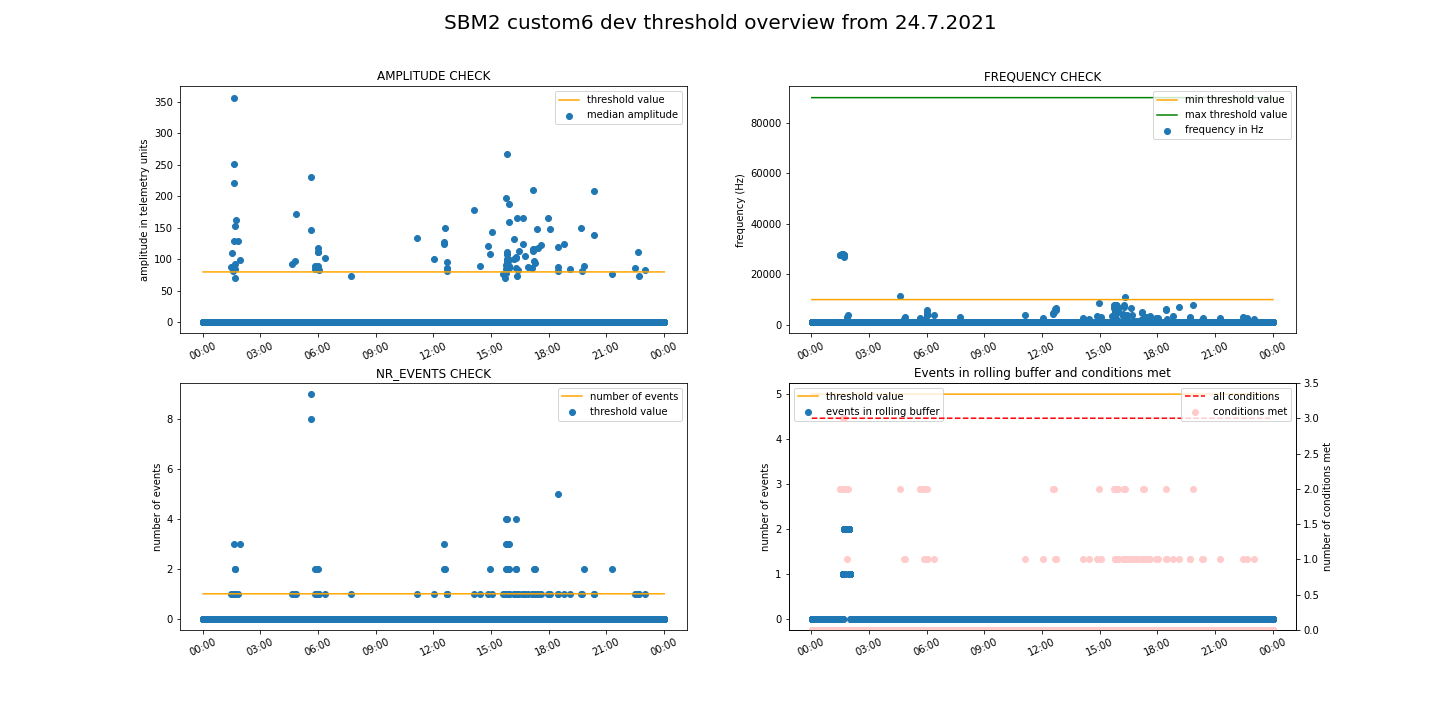 SBM2 custom6 dev threshold overview from 24.7.2021
AMPLITUDE CHECK
amplitude in telemetry units
350
300
250
200
150
100
50
0
threshold value
median amplitude
00:00 03:00 06:00 09:00 12:00 15:00 18:00 21:00 00:00
FREQUENCY CHECK
frequency (Hz)
80000
60000
40000
20000
0
min threshold value
max threshold value
frequency in Hz
00:00 03:00 06:00 09:00 12:00 15:00 18:00 21:00 00:00
NR_EVENTS CHECK
number of events
8
6
4
2
0
number of events
threshold value
00:00 03:00 06:00 09:00 12:00 15:00 18:00 21:00 00:00
Events in rolling buffer and conditions met
number of events
5
4
3
2
1
0
threshold value
events in rolling buffer
all conditions
conditions met
3.5
3.0
2.5
2.0
1.5
1.0
0.5
0.0
number of conditions met
00:00 03:00 06:00 09:00 12:00 15:00 18:00 21:00 00:00